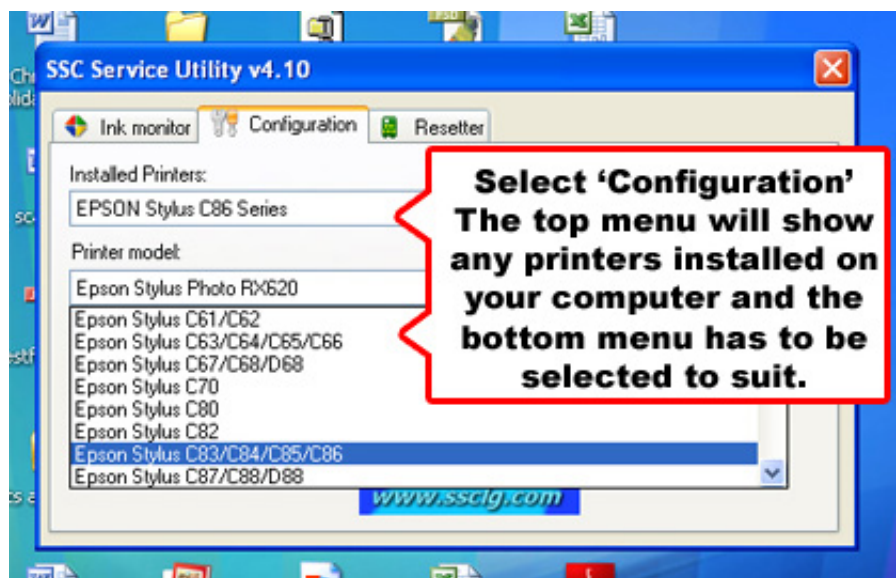 SSC Service Utility v4.10
Ink monitor
Configuration
Resetter
Installed Printers:
EPSON Stylus C86 Series
Printer model:
Epson Stylus Photo RX620
Epson Stylus C61/C62
Epson Stylus C63/C64/C65/C66
Epson Stylus C67/C68/D68
Epson Stylus C70
Epson Stylus C80
Epson Stylus C82
Epson Stylus C83/C84/C85/C86
Epson Stylus C87/C88/D88
Select ‘Configuration’
The top menu will show
any printers installed on
your computer and the
bottom menu has to be
selected to suit.
www.ssclg.com